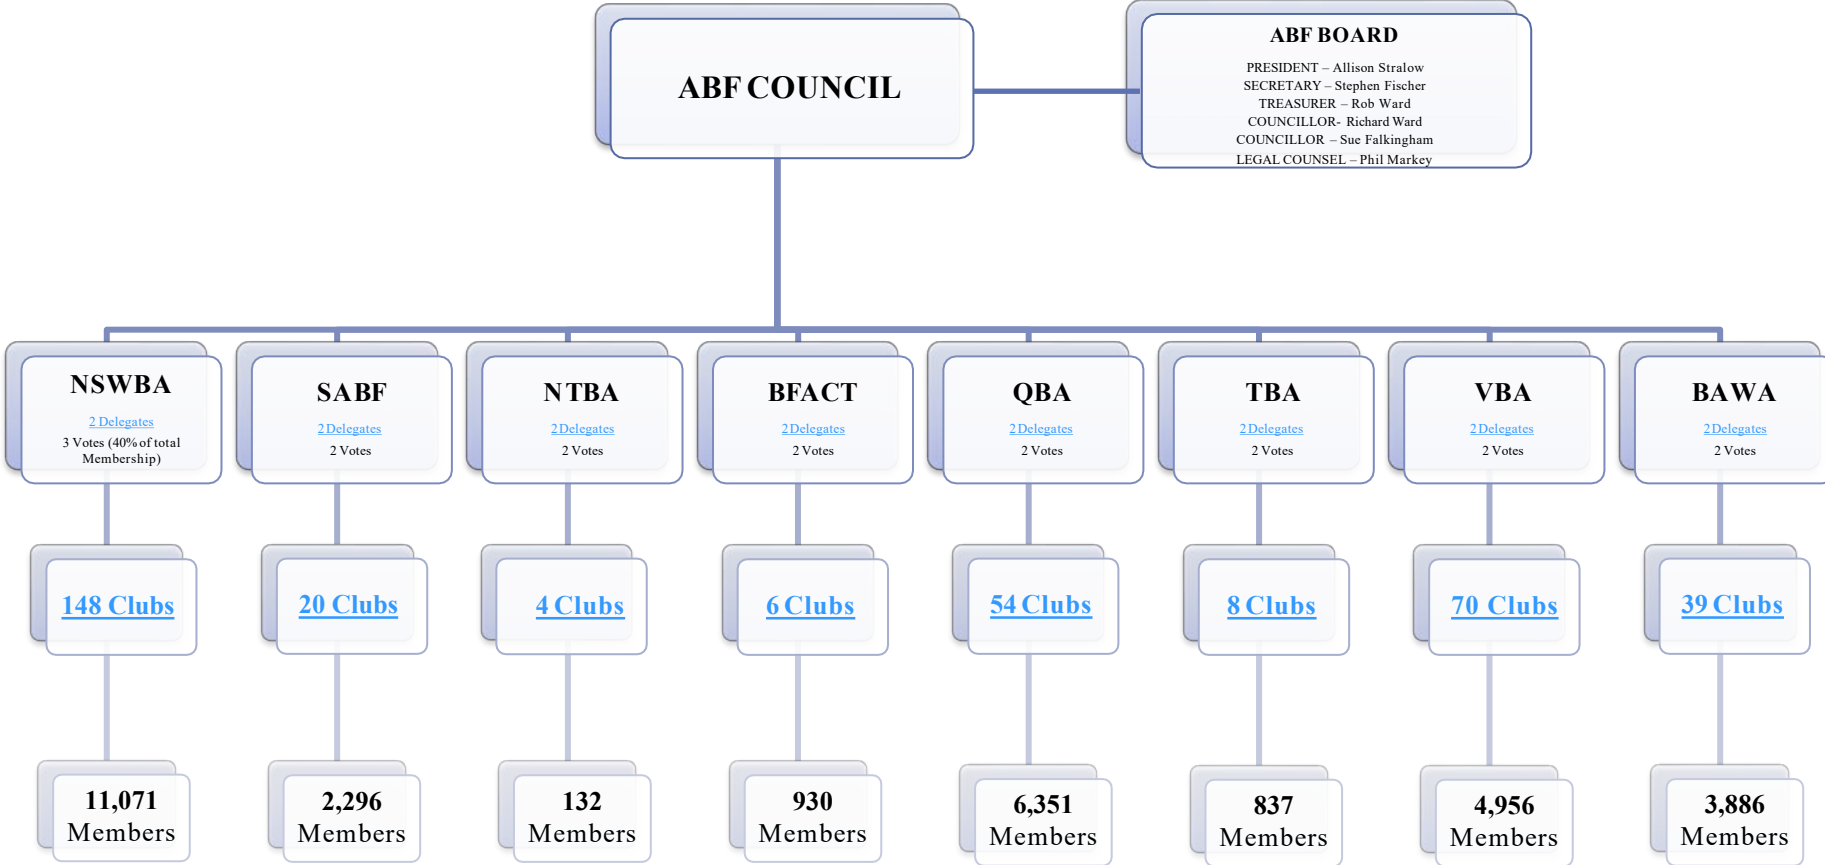 ABF COUNCIL
ABF BOARD
PRESIDENT – Allison Stralow
SECRETARY – Stephen Fischer
TREASURER – Rob Ward
COUNCILLOR- Richard Ward
COUNCILLOR – Sue Falkingham
LEGAL COUNSEL – Phil Markey
NSWBA
2 Delegates
3 Votes (40% of total
Membership)
SABF
2 Delegates
2 Votes
NTBA
2 Delegates
2 Votes
BFACT
2 Delegates
2 Votes
QBA
2 Delegates
2 Votes
TBA
2 Delegates
2 Votes
VBA
2 Delegates
2 Votes
BAWA
2 Delegates
2 Votes
148 Clubs
20 Clubs
4 Clubs
6 Clubs
54 Clubs
8 Clubs
70 Clubs
39 Clubs
11,071
Members
2,296
Members
132
Members
930
Members
6,351
Members
837
Members
4,956
Members
3,886
Members